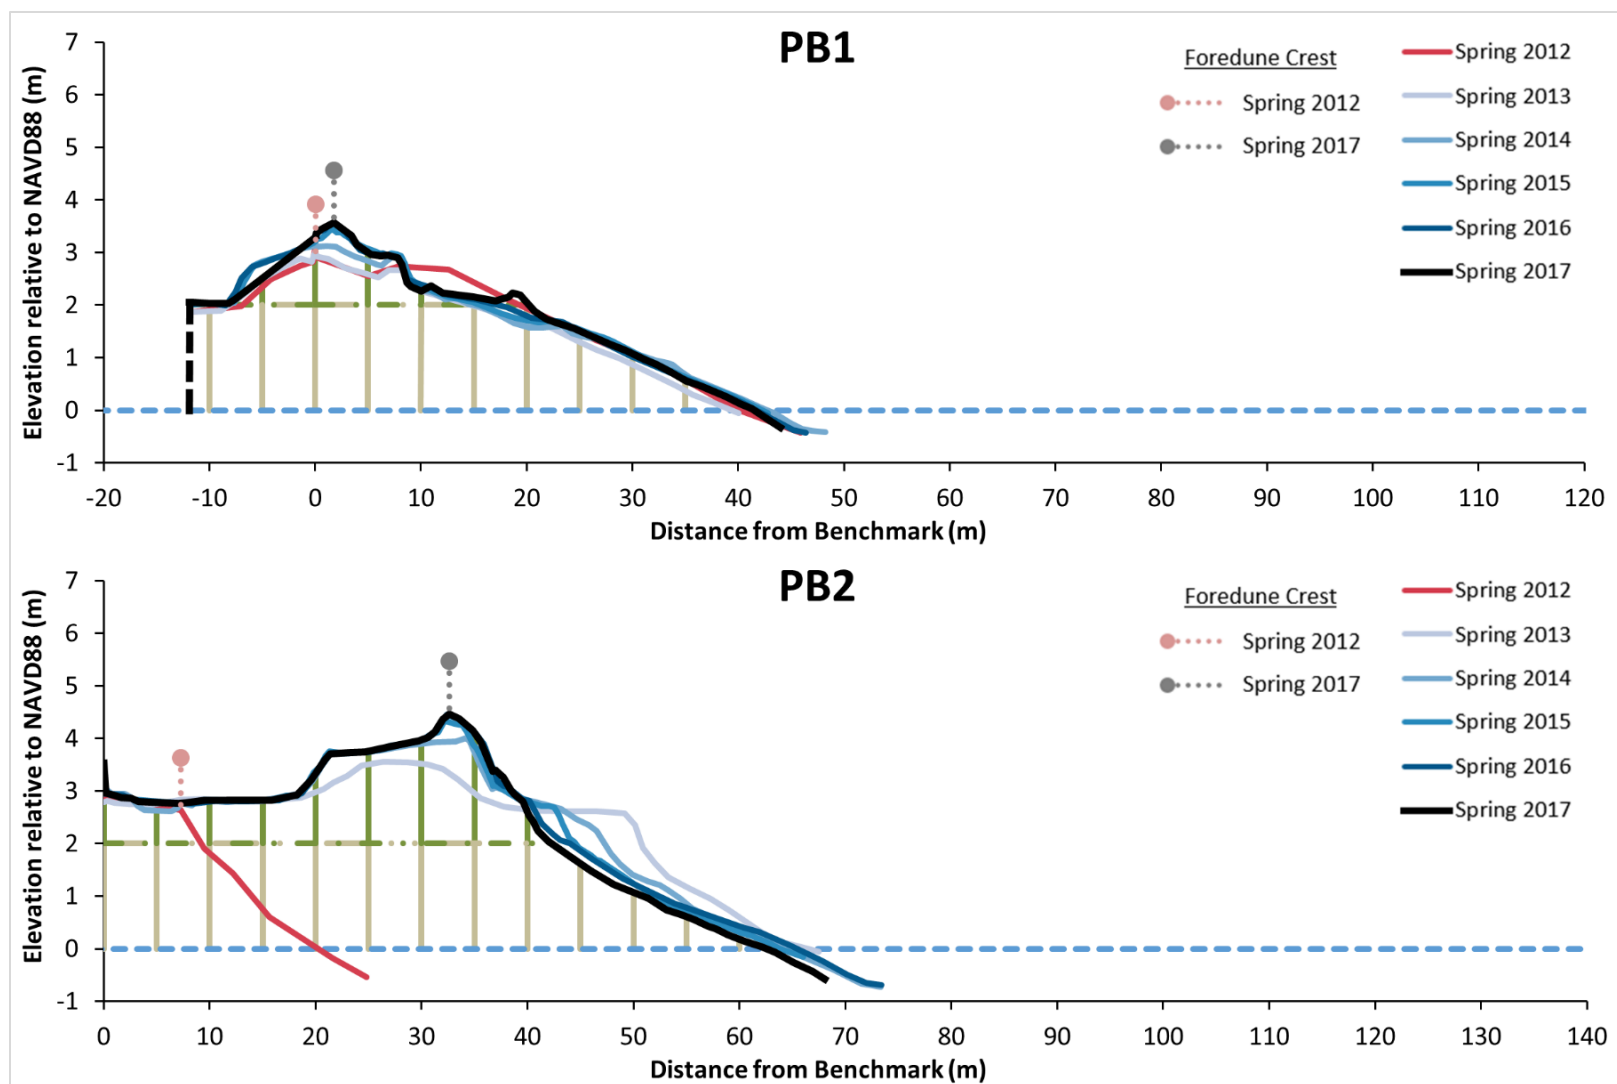 PB1
Elevation relative to NAVD88 (m)
7
6
5
4
3
2
1
0
-1
-20 -10 0 10 20 30 40 50 60 70 80 90 100 110 120
Distance from Benchmark (m)
Foredune Crest
Spring 2012
Spring 2017
Spring 2012
Spring 2013
Spring 2014
Spring 2015
Spring 2016
Spring 2017
PB2
Elevation relative to NAVD88 (m)
7
6
5
4
3
2
1
0
-1
0 10 20 30 40 50 60 70 80 90 100 110 120 130 140
Distance from Benchmark (m)
Foredune Crest
Spring 2012
Spring 2017
Spring 2012
Spring 2013
Spring 2014
Spring 2015
Spring 2016
Spring 2017